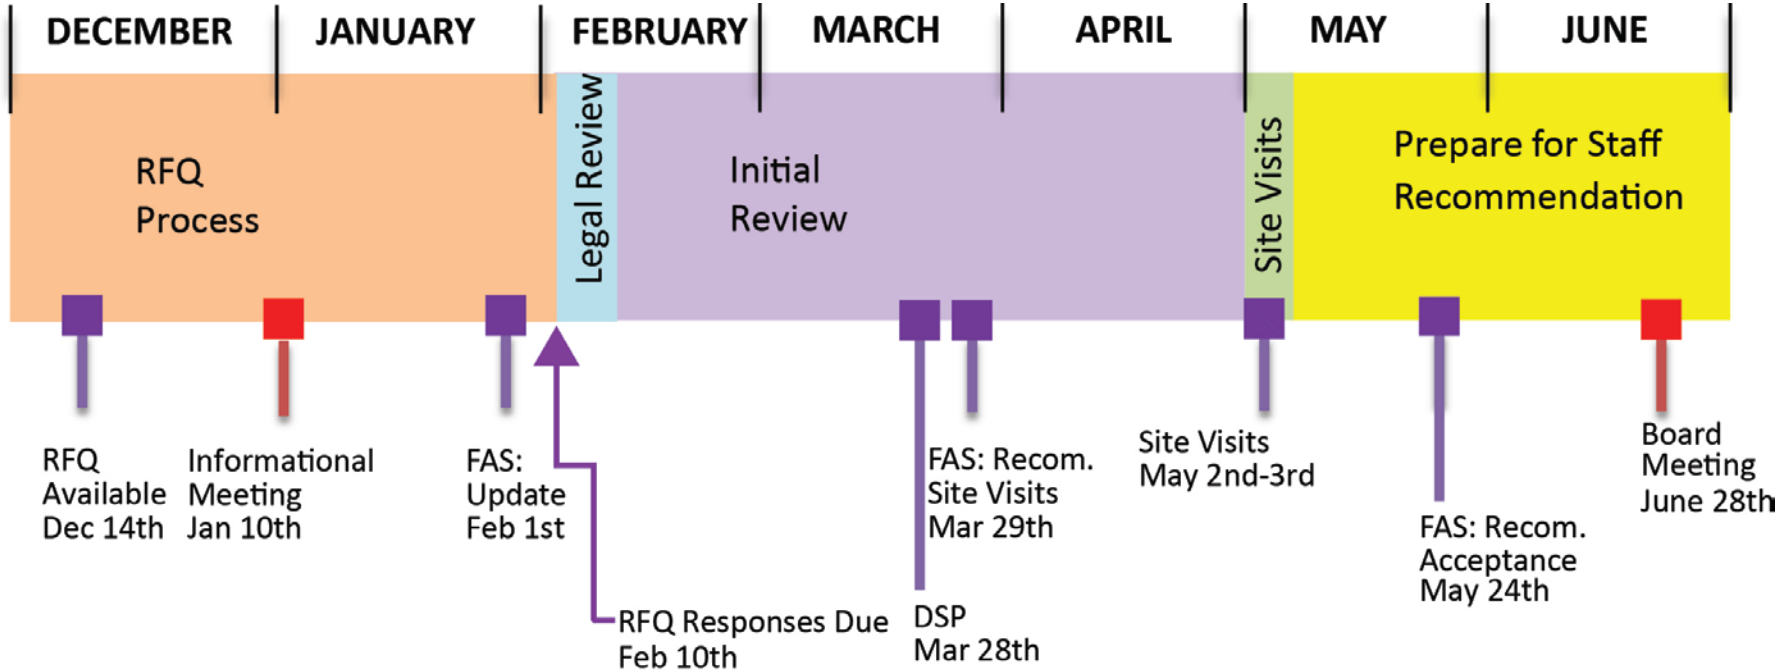 DECEMBER
JANUARY
FEBRUARY
MARCH
APRIL
MAY
JUNE
RFQ
Process
Legal Review
Initial
Review
Site Visits
Prepare for Staff
Recommendation
RFQ
Available
Dec 14th
Informational
Meeting
Jan 10th
FAS:
Update
Feb 1st
RFQ Responses Due
Feb 10th
DSP
Mar 28th
FAS: Recom.
Site Visits
Mar 29th
Site Visits
May 2nd-3rd
FAS: Recom.
Acceptance
May 24th
Board
Meeting
June 28th